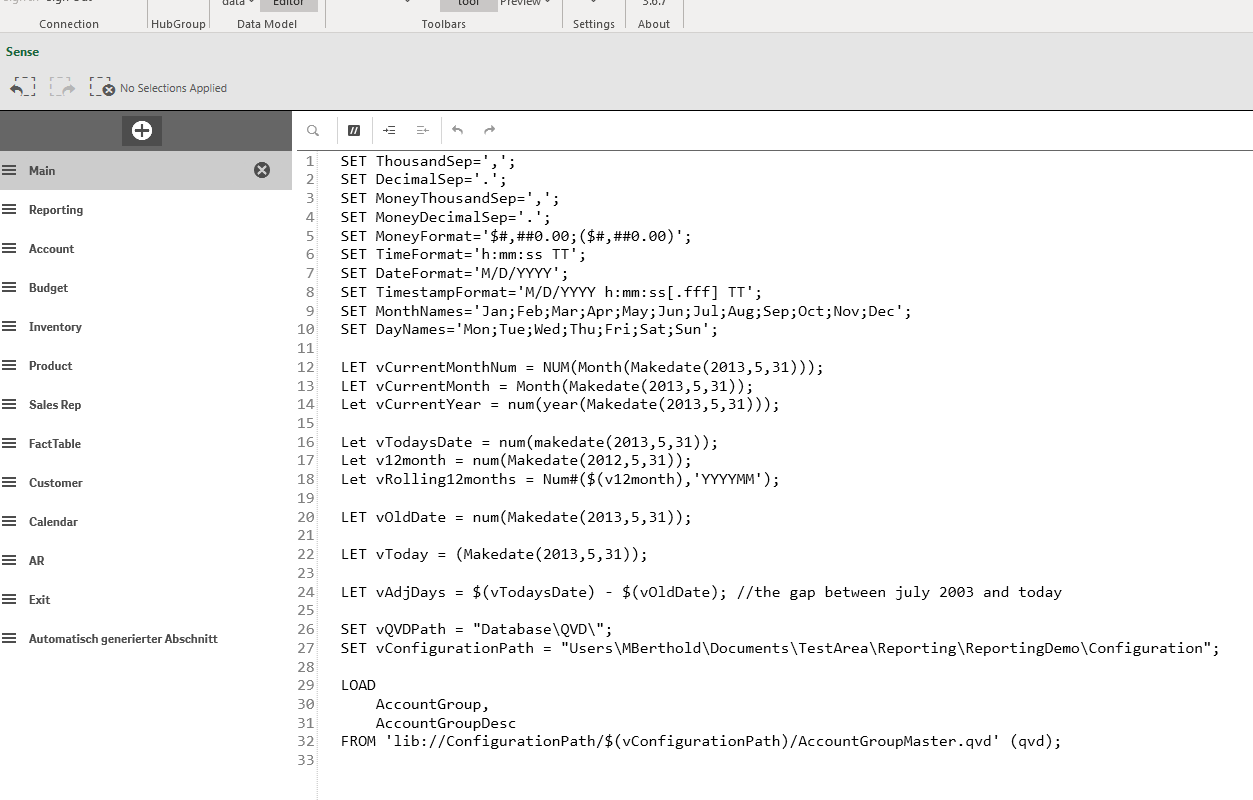 Sign Out
data
Editor
tool
Preview
3.6.7
Connection
HubGroup
Data Model
Toolbars
Settings
About
Sense
No Selections Applied
Main
Reporting
Account
Budget
Inventory
Product
Sales Rep
FactTable
Customer
Calendar
AR
Exit
Automatisch generierter Abschnitt
1 SET ThousandSep=',';
2 SET DecimalSep='.';
3 SET MoneyThousandSep=',';
4 SET MoneyDecimalSep='.';
5 SET MoneyFormat='$#,##0.00;($#,##0.00)';
6 SET TimeFormat='h:mm:ss TT';
7 SET DateFormat='M/D/YYYY';
8 SET TimestampFormat='M/D/YYYY h:mm:ss[.fff] TT';
9 SET MonthNames='Jan;Feb;Mar;Apr;May;Jun;Jul;Aug;Sep;Oct;Nov;Dec';
10 SET DayNames='Mon;Tue;Wed;Thu;Fri;Sat;Sun';
11
12 LET vCurrentMonthNum = NUM(Month(Makedate(2013,5,31)));
13 LET vCurrentMonth = Month(Makedate(2013,5,31));
14 Let vCurrentYear = num(year(Makedate(2013,5,31)));
15
16 Let vTodaysDate = num(makedate(2013,5,31));
17 Let v12month = num(Makedate(2012,5,31));
18 Let vRolling12months = Num#($(v12month),'YYYYMM');
19
20 LET vOldDate = num(Makedate(2013,5,31));
21
22 LET vToday = (Makedate(2013,5,31));
23
24 LET vAdjDays = $(vTodaysDate) - $(vOldDate); //the gap between july 2003 and today
25
26 SET vQVDPath = "Database\QVD\";
27 SET vConfigurationPath = "Users\MBerthold\Documents\TestArea\Reporting\ReportingDemo\Configuration";
28
29 LOAD
30 AccountGroup,
31 AccountGroupDesc
32 FROM 'lib://ConfigurationPath/$(vConfigurationPath)/AccountGroupMaster.qvd' (qvd);
33